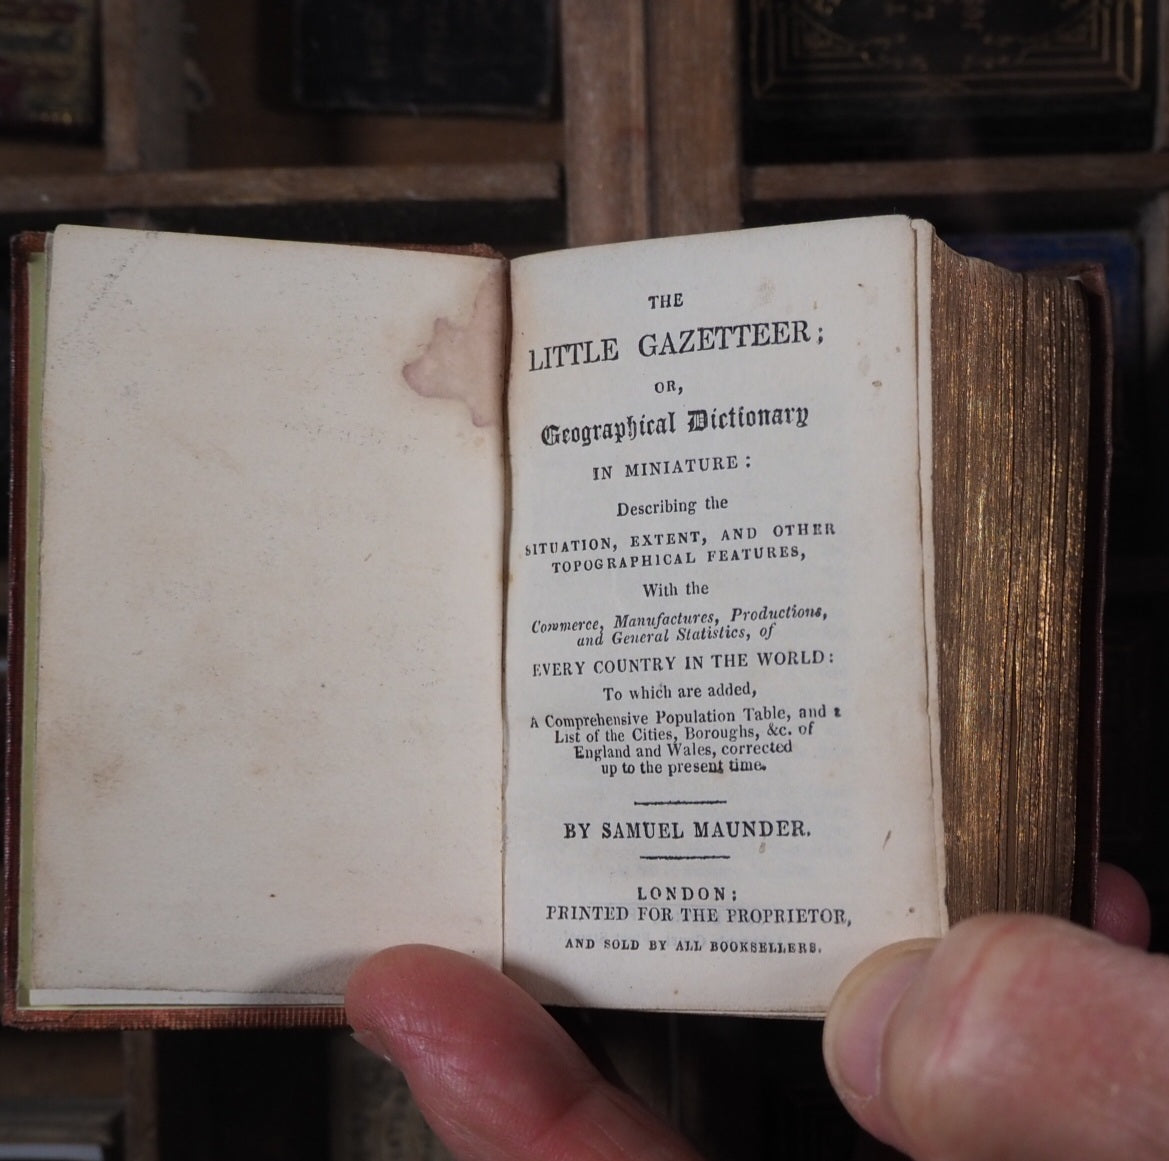 THE
LITTLE GAZETTEER;
OR,
Geographical Dictionary
IN MINIATURE:
Describing the
SITUATION, EXTENT, AND OTHER
TOPOGRAPHICAL FEATURES,
With the
Commerce, Manufactures, Productions,
and General Statistics, of
EVERY COUNTRY IN THE WORLD:
To which are added,
A Comprehensive Population Table, and a
List of the Cities, Boroughs, &c. of
England and Wales, corrected
up to the present time.
BY SAMUEL MAUNDER.
LONDON:
PRINTED FOR THE PROPRIETOR,
AND SOLD BY ALL BOOKSELLERS.